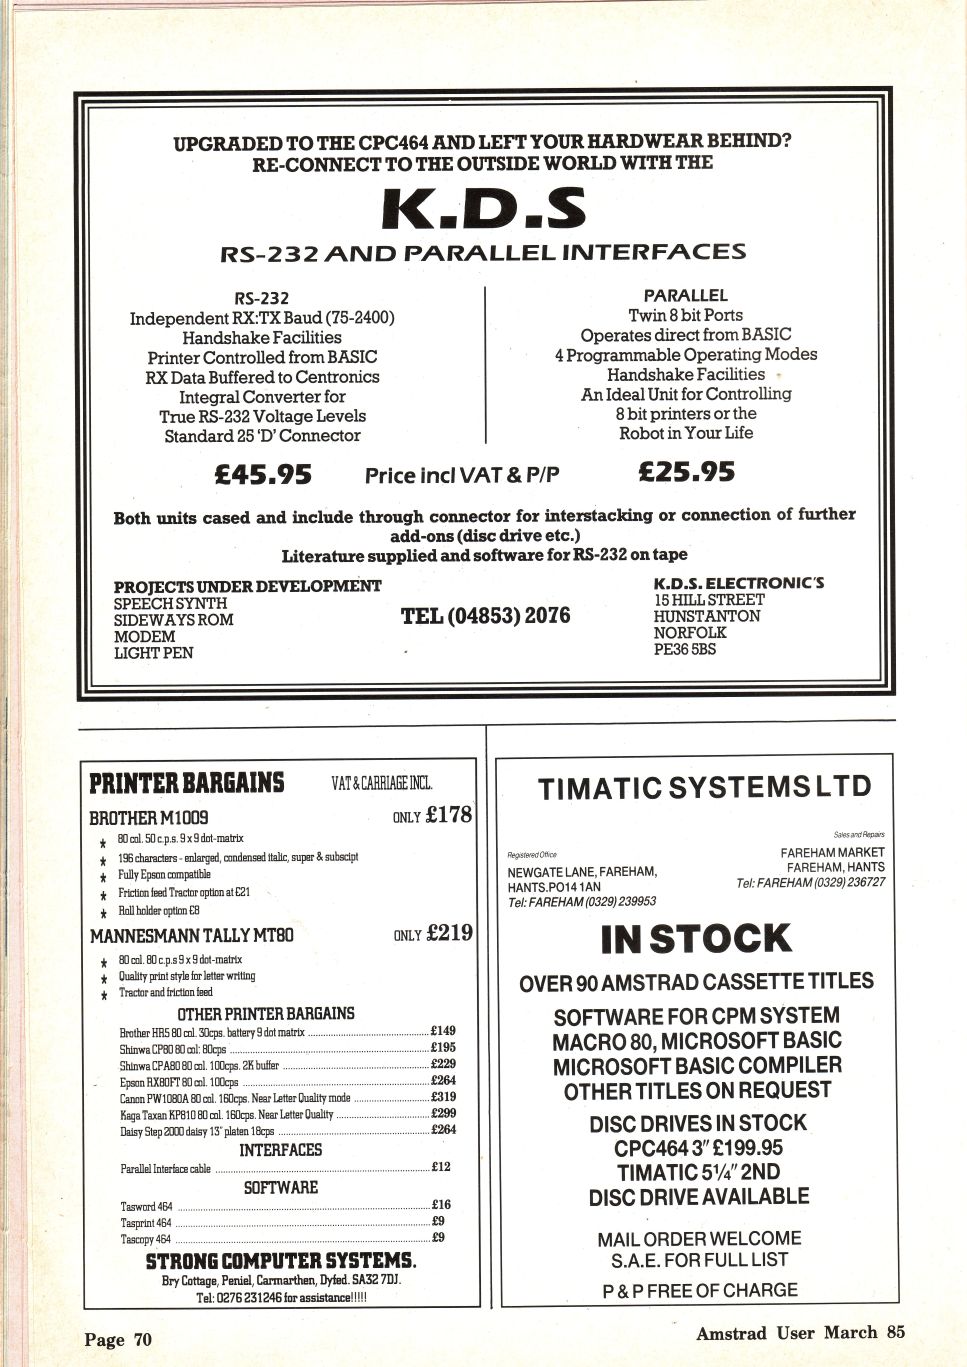 UPGRADED TO THE CPC464 AND LEFT YOUR HARDWEAR BEHIND?
RE-CONNECT TO THE OUTSIDE WORLD WITH THE
K.D.S
RS-232 AND PARALLEL INTERFACES
RS-232
Independent RX:TX Baud (75-2400)
Handshake Facilities
Printer Controlled from BASIC
RX Data Buffered to Centronics
Integral Converter for
True RS-232 Voltage Levels
Standard 25 'D' Connector
PARALLEL
Twin 8 bit Ports
Operates direct from BASIC
4 Programmable Operating Modes
Handshake Facilities
An Ideal Unit for Controlling
8 bit printers or the
Robot in Your Life
£45.95 Price incl VAT & P/P £25.95
Both units cased and include through connector for interstacking or connection of further
add-ons (disc drive etc.)
Literature supplied and software for RS-232 on tape
PROJECTS UNDER DEVELOPMENT
SPEECH SYNTH
SIDEWAYS ROM
MODEM
LIGHT PEN
TEL (04853) 2076
K.D.S. ELECTRONIC'S
15 HILL STREET
HUNSTANTON
NORFOLK
PE36 5BS
PRINTER BARGAINS VAT & CARRIAGE INCL.
BROTHER M1009 ONLY £178
★ 80 col. 50 c.p.s. 9 x 9 dot-matrix
★ 196 characters - enlarged, condensed italic, super & subscipt
★ Fully Epson compatible
★ Friction feed Tractor option at £21
★ Roll holder option £8
MANNESMANN TALLY MT80 ONLY £219
★ 80 col. 80 c.p.s 9 x 9 dot-matrix
★ Quality print style for letter writing
★ Tractor and friction feed
OTHER PRINTER BARGAINS
Brother HR5 80 col. 30cps. battery 9 dot matrix £149
Shinwa CP80 80 col: 80cps £195
Shinwa CPA80 80 col. 100cps. 2K buffer £229
Epson RX80FT 80 col. 100cps £264
Canon PW1080A 80 col. 160cps. Near Letter Quality mode £319
Kaga Taxan KP810 80 col. 160cps. Near Letter Quality £299
Daisy Step 2000 daisy 13" platen 18cps £264
INTERFACES
Parallel Interface cable £12
SOFTWARE
Tasword 464 £16
Tasprint 464 £9
Tascopy 464 £9
STRONG COMPUTER SYSTEMS.
Bry Cottage, Peniel, Carmarthen, Dyfed. SA32 7DJ.
Tel: 0276 231246 for assistance!!!!!
TIMATIC SYSTEMS LTD
Registered Office
NEWGATE LANE, FAREHAM,
HANTS.PO14 1AN
Tel: FAREHAM (0329) 239953
Sales and Repairs
FAREHAM MARKET
FAREHAM, HANTS
Tel: FAREHAM (0329) 236727
IN STOCK
OVER 90 AMSTRAD CASSETTE TITLES
SOFTWARE FOR CPM SYSTEM
MACRO 80, MICROSOFT BASIC
MICROSOFT BASIC COMPILER
OTHER TITLES ON REQUEST
DISC DRIVES IN STOCK
CPC464 3" £199.95
TIMATIC 5¼" 2ND
DISC DRIVE AVAILABLE
MAIL ORDER WELCOME
S.A.E. FOR FULL LIST
P & P FREE OF CHARGE
Page 70
Amstrad User March 85